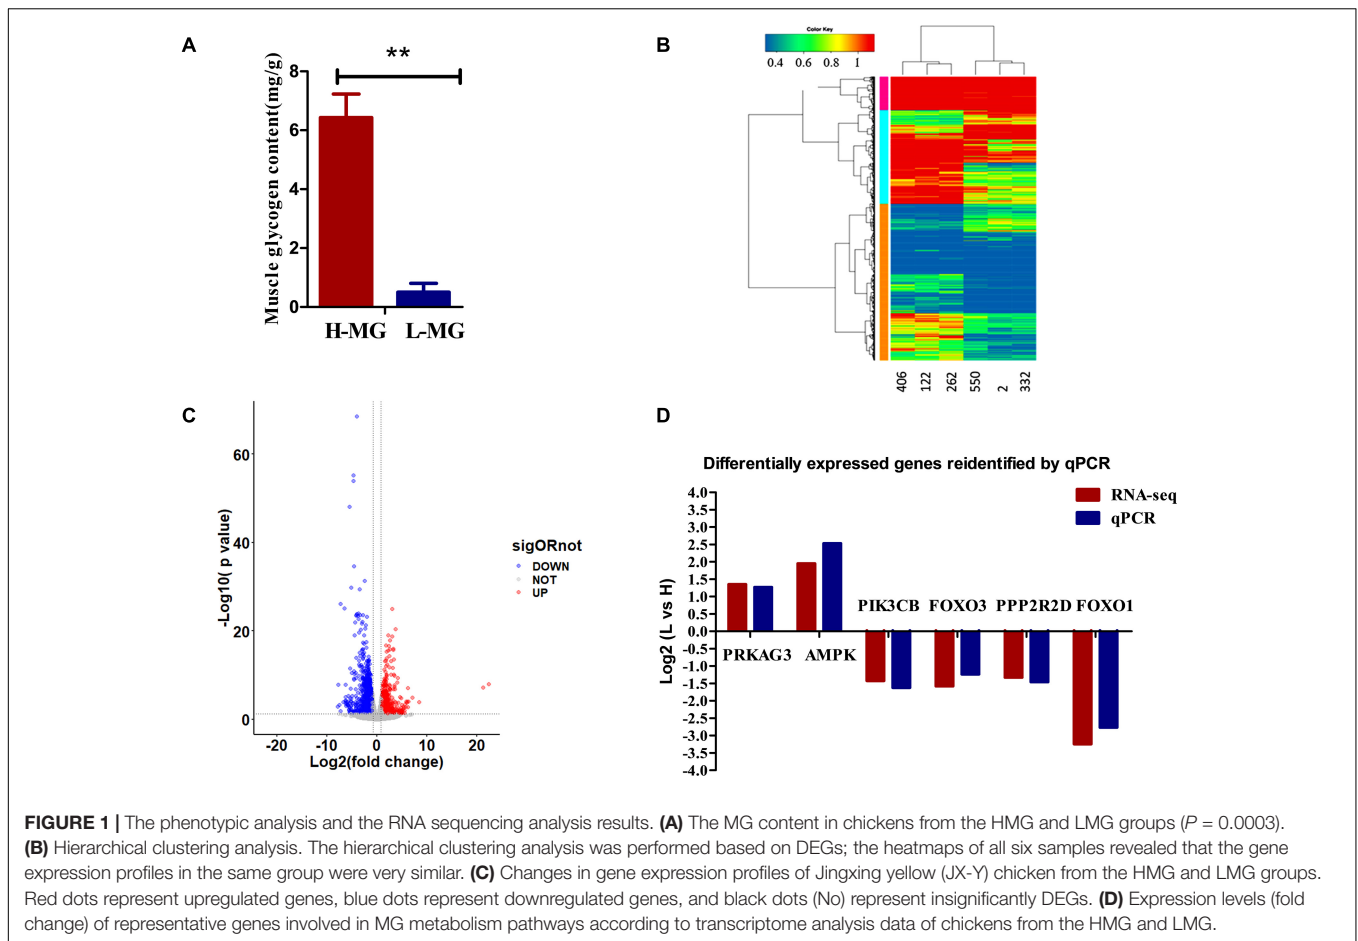 A
**
Muscle glycogen content(mg/g)
8
6
4
2
0
H-MG L-MG
B
Color Key
0.4 0.6 0.8 1
406 122 262 550 2 332
C
-Log10( p value)
60
40
20
0
-20 -10 0 10 20
Log2(fold change)
sigORnot
DOWN
NOT
UP
D
Differentially expressed genes reidentified by qPCR
RNA-seq
qPCR
Log2 (L vs H)
4.0
3.5
3.0
2.5
2.0
1.5
1.0
0.5
0.0
-0.5
-1.0
-1.5
-2.0
-2.5
-3.0
-3.5
-4.0
PIK3CB FOXO3 PPP2R2D FOXO1
PRKAG3 AMPK
FIGURE 1 | The phenotypic analysis and the RNA sequencing analysis results. (A) The MG content in chickens from the HMG and LMG groups (P = 0.0003).
(B) Hierarchical clustering analysis. The hierarchical clustering analysis was performed based on DEGs; the heatmaps of all six samples revealed that the gene
expression profiles in the same group were very similar. (C) Changes in gene expression profiles of Jingxing yellow (JX-Y) chicken from the HMG and LMG groups.
Red dots represent upregulated genes, blue dots represent downregulated genes, and black dots (No) represent insignificantly DEGs. (D) Expression levels (fold
change) of representative genes involved in MG metabolism pathways according to transcriptome analysis data of chickens from the HMG and LMG.